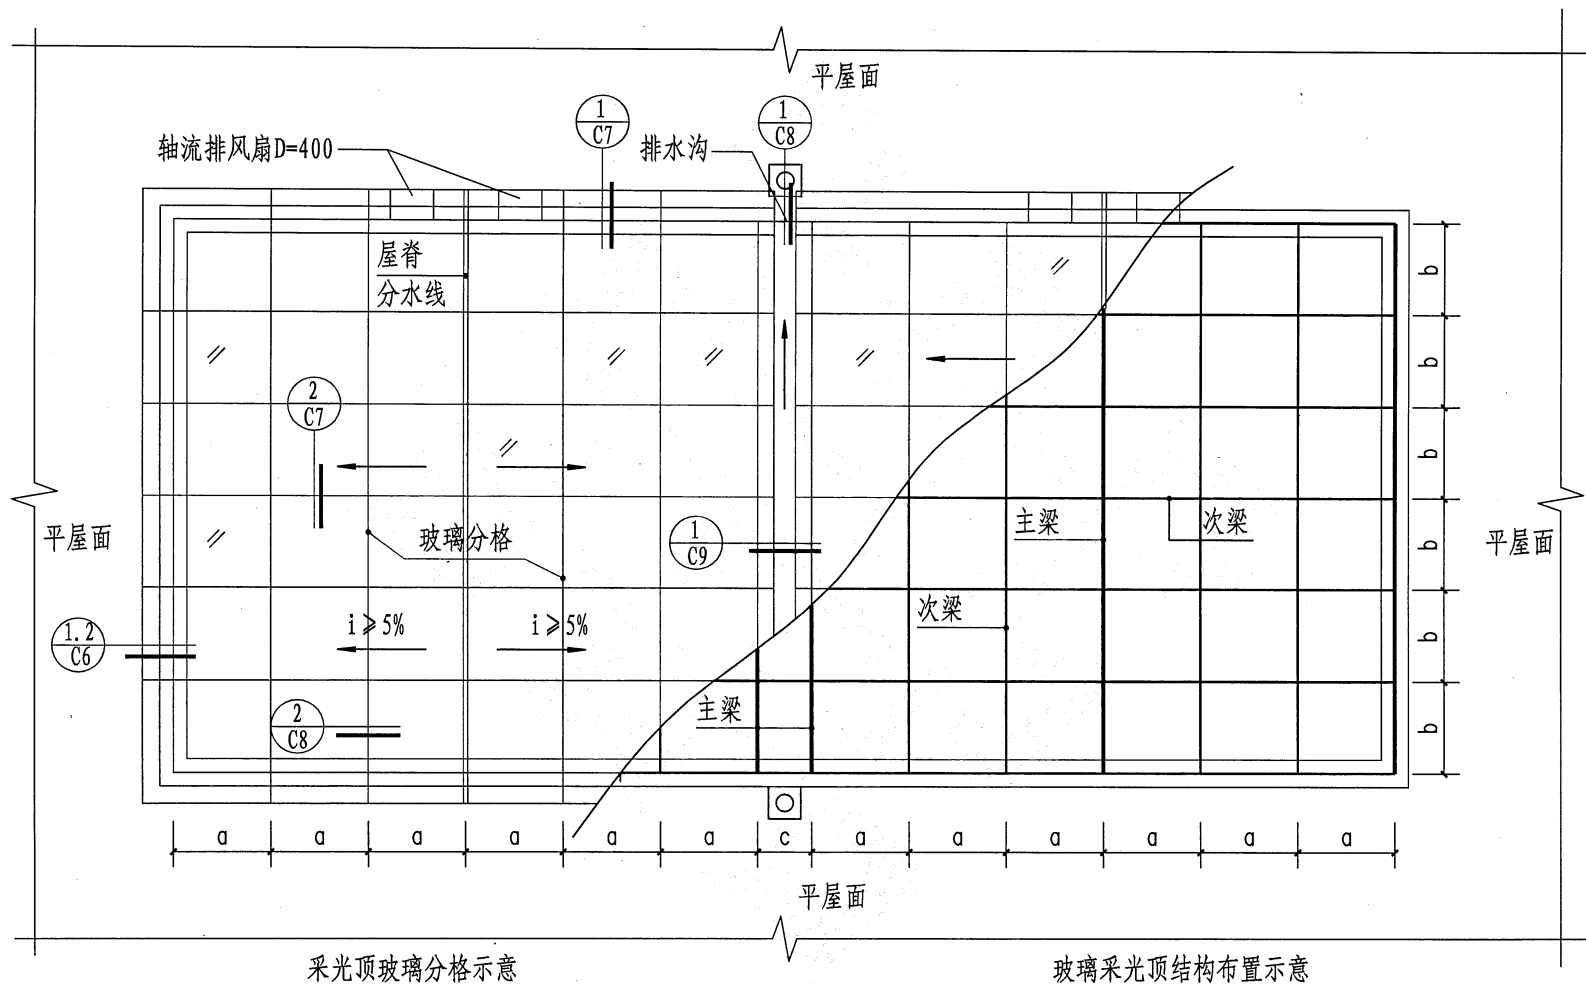 平屋面
1
C7
1
C8
轴流排风扇D=400
排水沟
屋脊
分水线
b
b
2
C7
b
平屋面
玻璃分格
1
C9
主梁
次梁
平屋面
b
i≥5%
i≥5%
次梁
1.2
C6
b
2
C8
主梁
b
a
a
a
a
a
a
c
a
a
a
a
a
a
平屋面
采光顶玻璃分格示意
玻璃采光顶结构布置示意